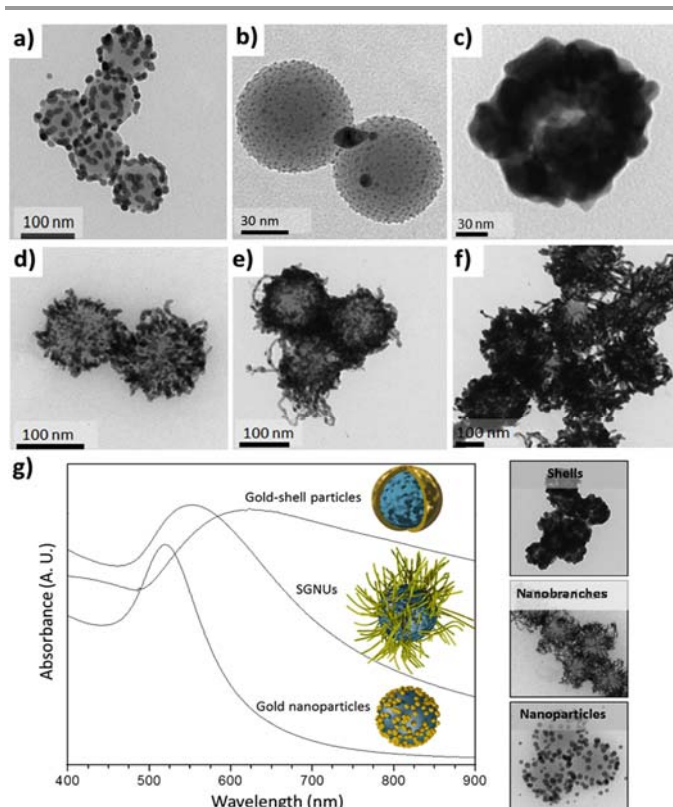 a)
100 nm
b)
30 nm
c)
30 nm
d)
100 nm
e)
100 nm
f)
100 nm
g)
Absorbance (A. U.)
Gold-shell particles
SGNUs
Gold nanoparticles
400
500
600
700
800
900
Wavelength (nm)
Shells
Nanobranches
Nanoparticles